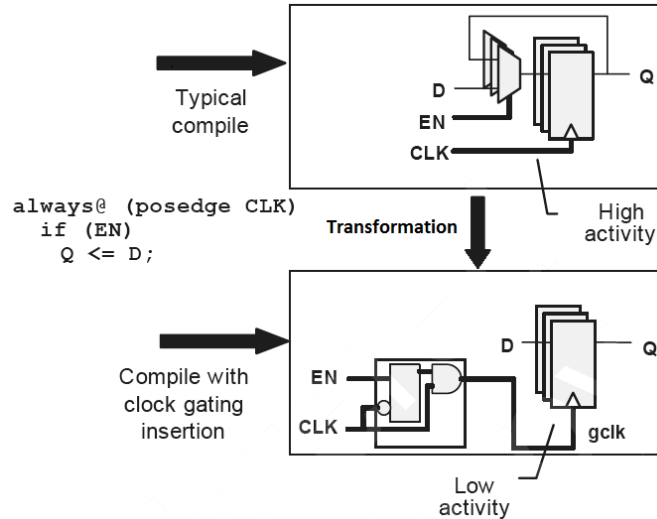 Typical
compile
D
EN
CLK
Q
High
activity
always@ (posedge CLK)
if (EN)
Q <= D;
Transformation
Compile with
clock gating
insertion
EN
CLK
D
Q
gclk
Low
activity